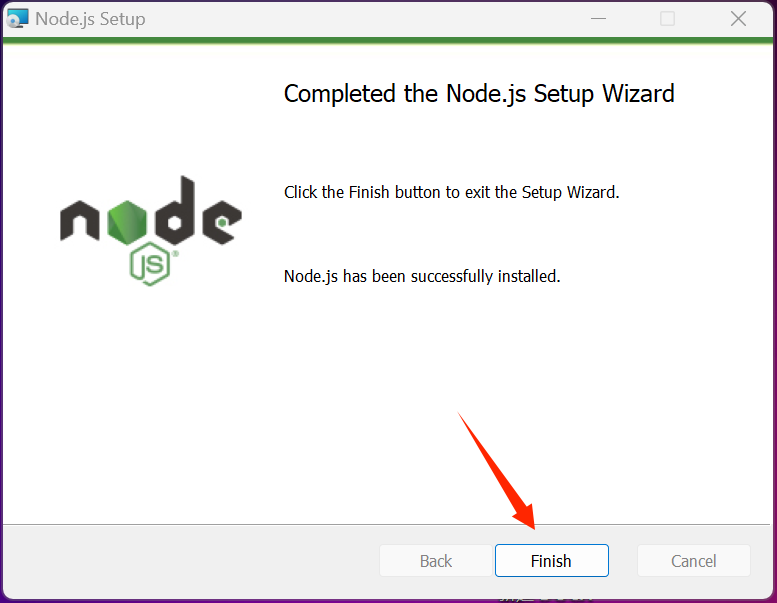 Node.js Setup
Completed the Node.js Setup Wizard
Click the Finish button to exit the Setup Wizard.
node
JS
Node.js has been successfully installed.
Back
Finish
Cancel